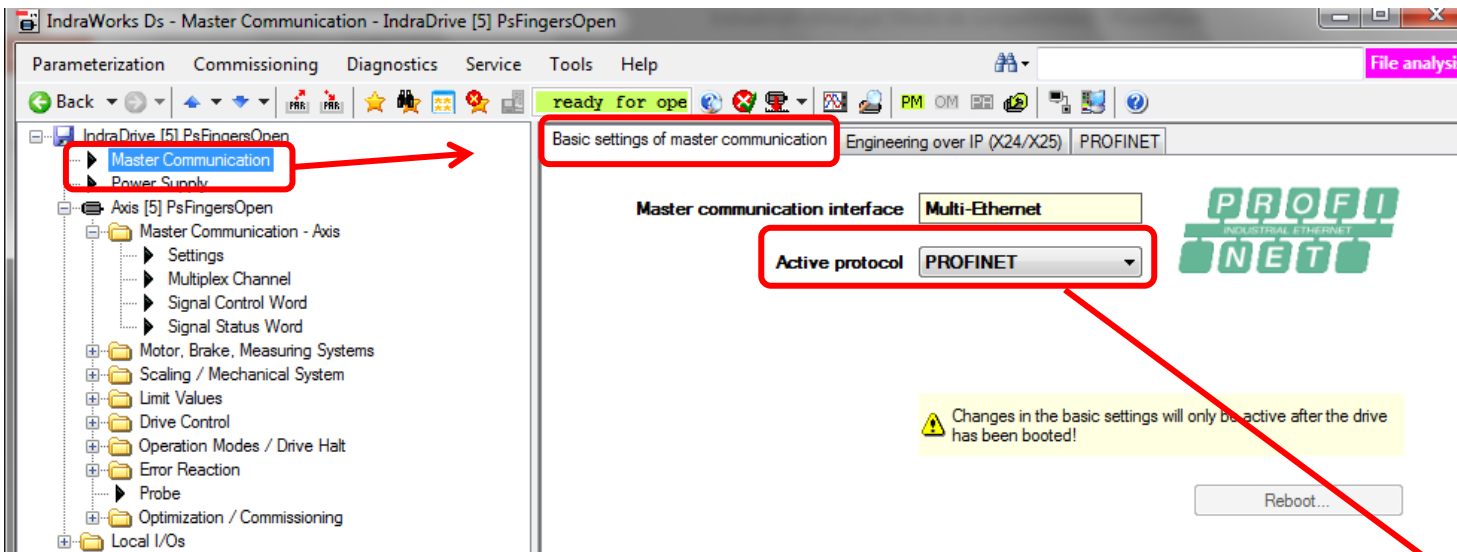 IndraWorks Ds - Master Communication - IndraDrive [5] PsFingersOpen
Parameterization Commissioning Diagnostics Service Tools Help File analysi
Back PAR PAR ready for ope PM OM
IndraDrive [5] PsFingersOpen
Master Communication
Power Supply
Axis [5] PsFingersOpen
Master Communication - Axis
Settings
Multiplex Channel
Signal Control Word
Signal Status Word
Motor, Brake, Measuring Systems
Scaling / Mechanical System
Limit Values
Drive Control
Operation Modes / Drive Halt
Error Reaction
Probe
Optimization / Commissioning
Local I/Os
Basic settings of master communication Engineering over IP (X24/X25) PROFINET
Master communication interface Multi-Ethernet
Active protocol PROFINET
PROFI
INDUSTRIAL ETHERNET
NET
Changes in the basic settings will only be active after the drive
has been booted!
Reboot...